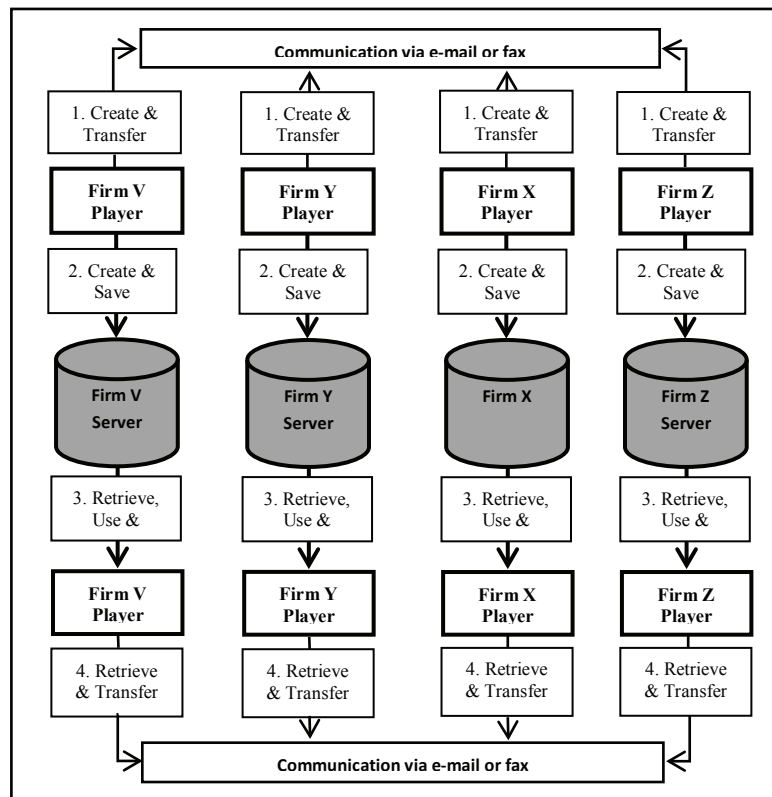 Communication via e-mail or fax
1. Create &
Transfer
1. Create &
Transfer
1. Create &
Transfer
1. Create &
Transfer
Firm V
Player
Firm Y
Player
Firm X
Player
Firm Z
Player
2. Create &
Save
2. Create &
Save
2. Create &
Save
2. Create &
Save
Firm V
Server
Firm Y
Server
Firm X
Firm Z
Server
3. Retrieve,
Use &
3. Retrieve,
Use &
3. Retrieve,
Use &
3. Retrieve,
Use &
Firm V
Player
Firm Y
Player
Firm X
Player
Firm Z
Player
4. Retrieve
& Transfer
4. Retrieve
& Transfer
4. Retrieve
& Transfer
4. Retrieve
& Transfer
Communication via e-mail or fax